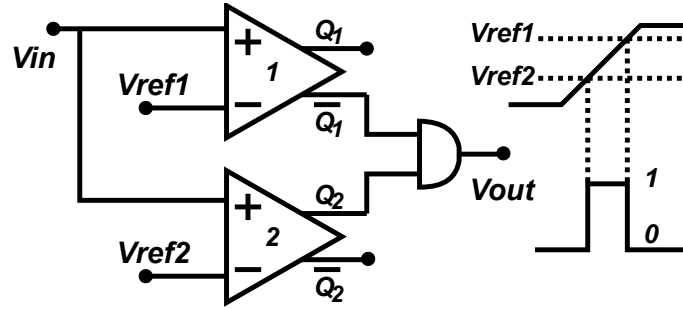 Vin
+
1
Q1
Vref1
−
Q̅1
Vref1
Vref2
+
2
Q2
Vout
Vref2
−
Q̅2
1
0